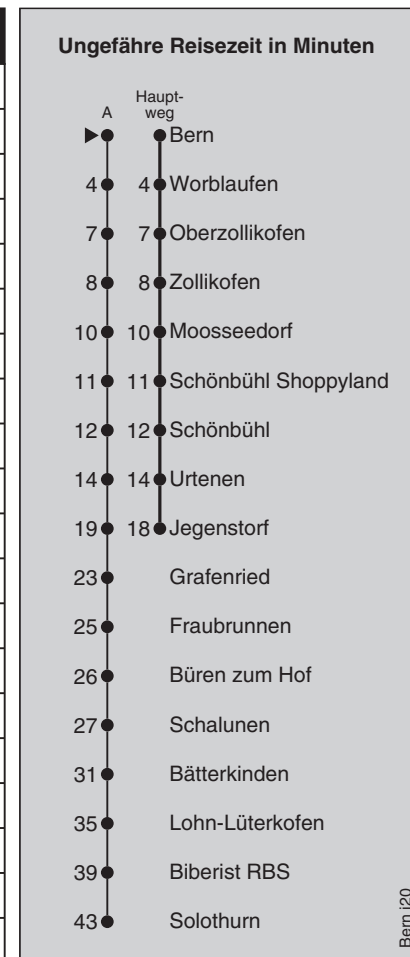 Ungefähre Reisezeit in Minuten
Haupt-
A weg
Bern
4 4 Worblaufen
7 7 Oberzollikofen
8 8 Zollikofen
10 10 Moosseedorf
11 11 Schönbühl Shoppyland
12 12 Schönbühl
14 14 Urtenen
19 18 Jegenstorf
23 Grafenried
25 Fraubrunnen
26 Büren zum Hof
27 Schalunen
31 Bätterkinden
35 Lohn-Lüterkofen
39 Biberist RBS
43 Solothurn
Bern j20